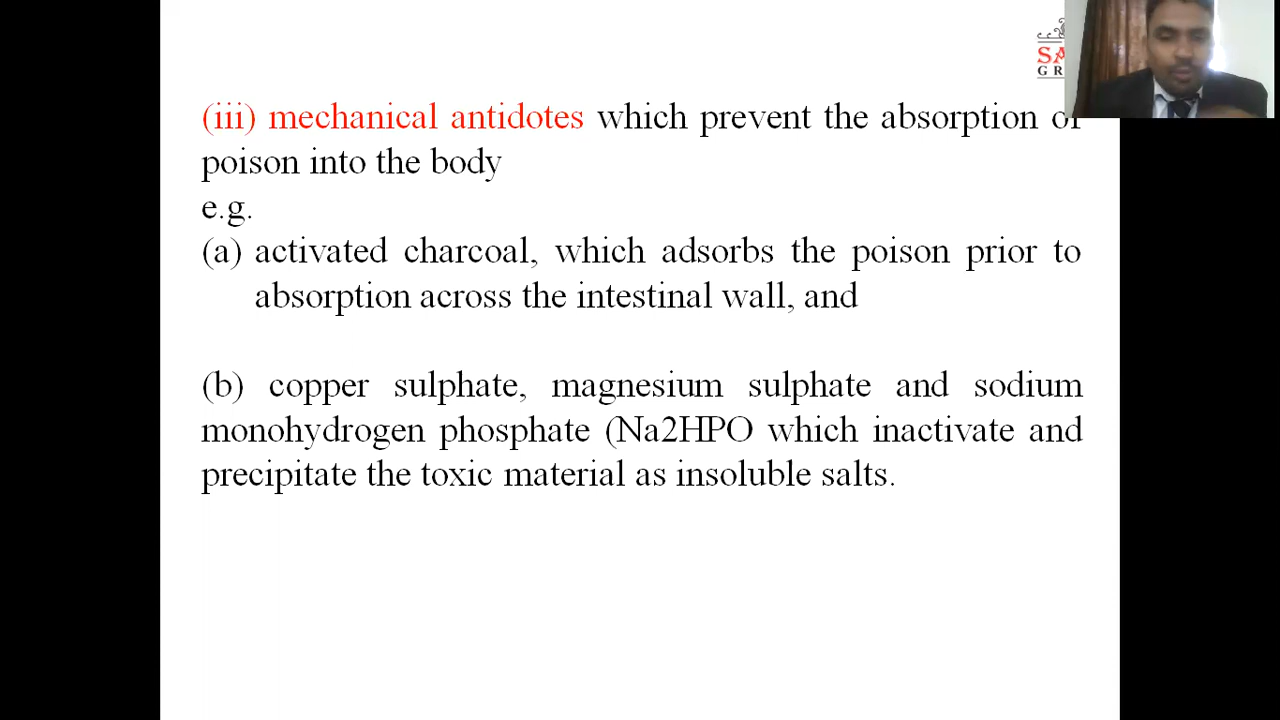 SA
GR
(iii) mechanical antidotes which prevent the absorption of
poison into the body
e.g.
(a) activated charcoal, which adsorbs the poison prior to
absorption across the intestinal wall, and
(b) copper sulphate, magnesium sulphate and sodium
monohydrogen phosphate (Na2HPO which inactivate and
precipitate the toxic material as insoluble salts.